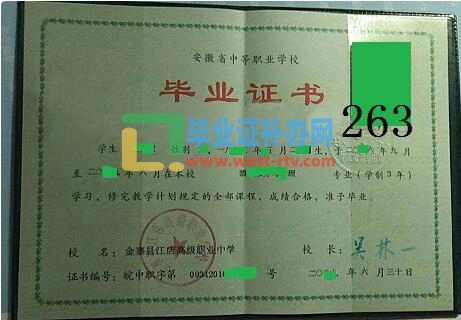 安徽省中等职业学校
毕业证书
263
毕业证补办网
www.west-rtv.com
学生 性别 月 生，于二 六年九月
至二〇 年六月在本校 理 专业（学制3年）
学习，修完教学计划规定的全部课程，成绩合格，准予毕业。
校 名：金寨县江店高级职业中学 校 长：吴林一
证书编号：皖中职字第 0934201 号 二〇 年六月三十日